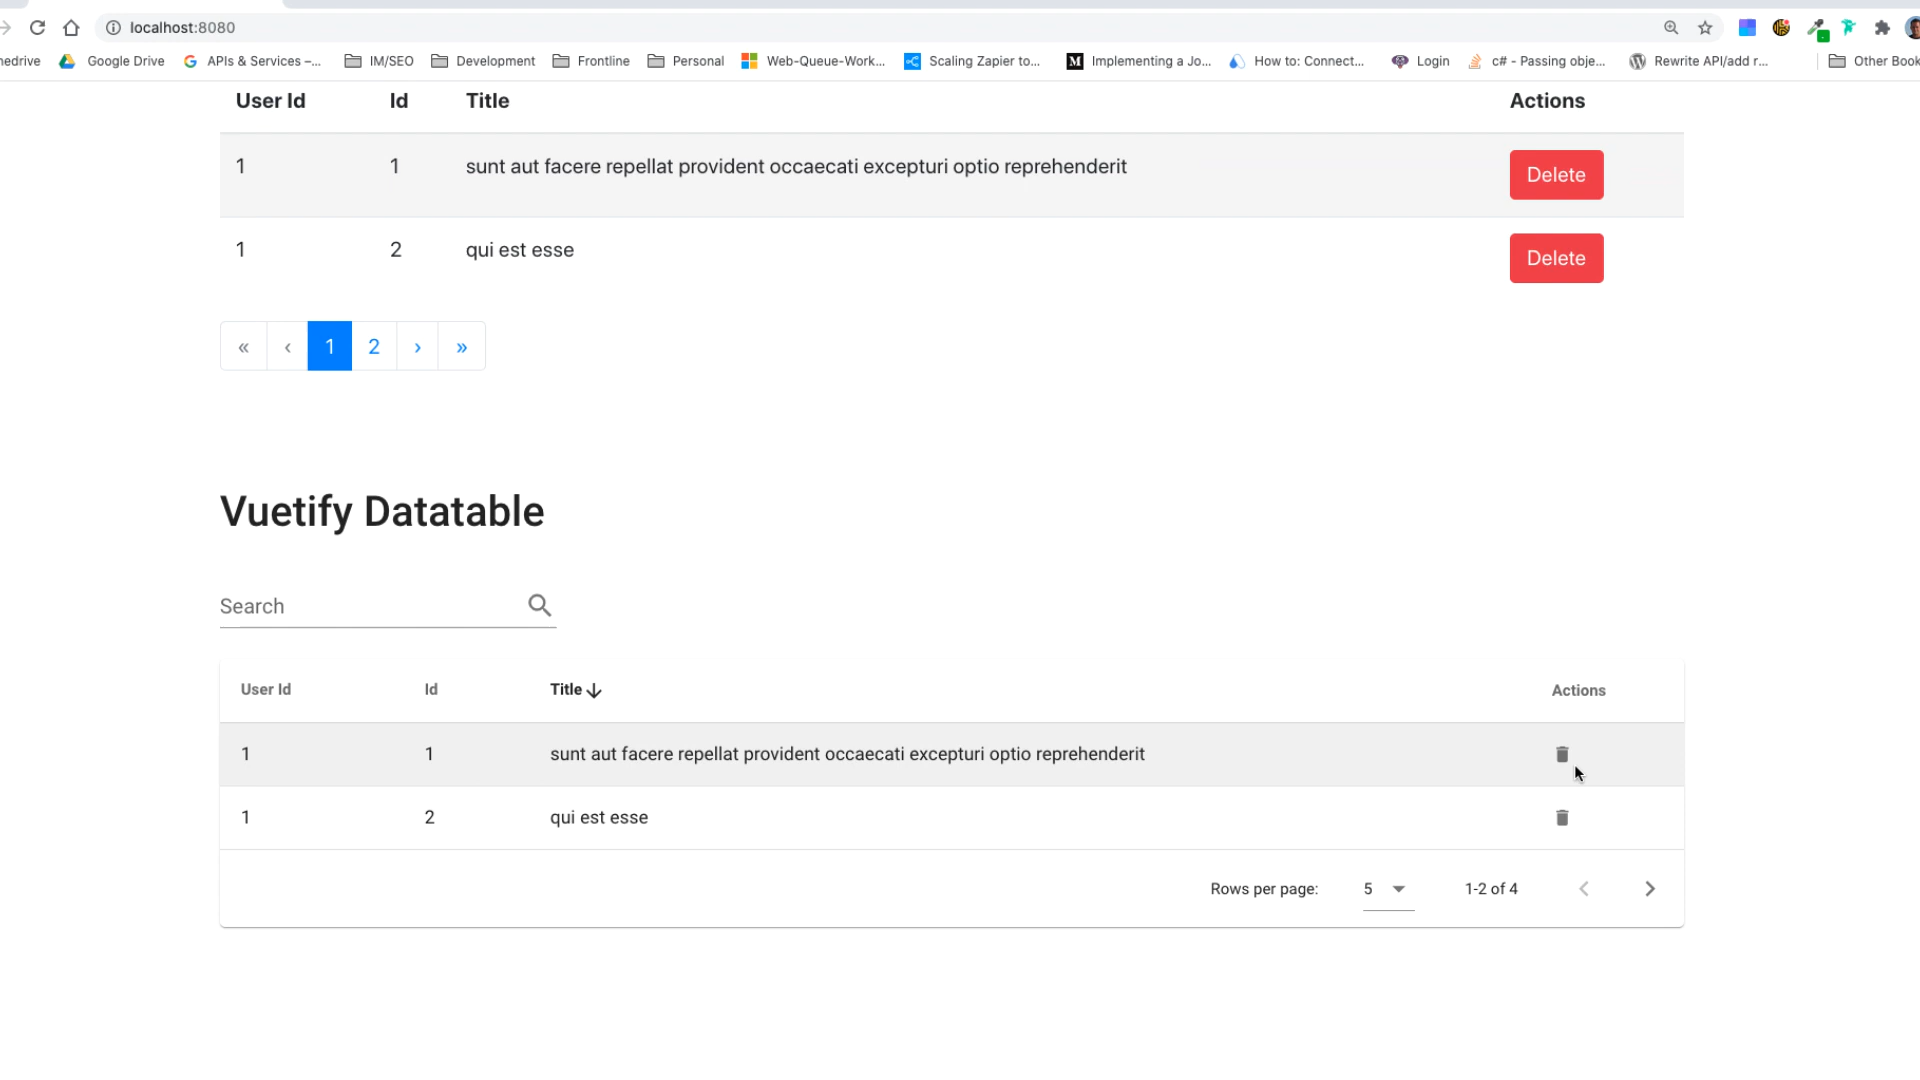 localhost:8080
nedrive Google Drive APIs & Services –... IM/SEO Development Frontline Personal Web-Queue-Work... Scaling Zapier to... Implementing a Jo... How to: Connect... Login c# - Passing obje... Rewrite API/add r... Other Book
User Id Id Title Actions
1 1 sunt aut facere repellat provident occaecati excepturi optio reprehenderit Delete
1 2 qui est esse Delete
« ‹ 1 2 › »
Vuetify Datatable
Search
User Id Id Title Actions
1 1 sunt aut facere repellat provident occaecati excepturi optio reprehenderit
1 2 qui est esse
Rows per page: 5 1-2 of 4